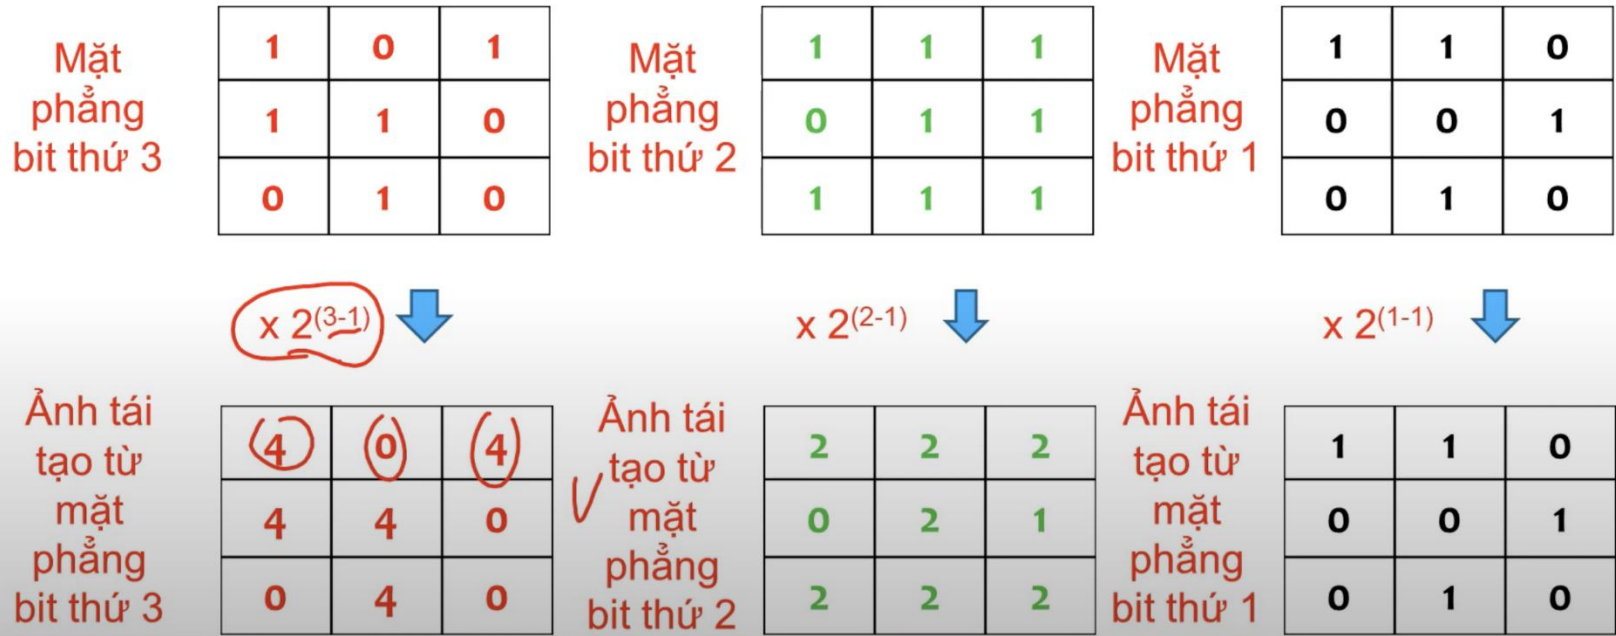 Mặt
phẳng
bit thứ 3
1 0 1
1 1 0
0 1 0
Mặt
phẳng
bit thứ 2
1 1 1
0 1 1
1 1 1
Mặt
phẳng
bit thứ 1
1 1 0
0 0 1
0 1 0
x 2(3-1)
x 2(2-1)
x 2(1-1)
Ảnh tái
tạo từ
mặt
phẳng
bit thứ 3
4 0 4
4 4 0
0 4 0
Ảnh tái
tạo từ
mặt
phẳng
bit thứ 2
2 2 2
0 2 1
2 2 2
Ảnh tái
tạo từ
mặt
phẳng
bit thứ 1
1 1 0
0 0 1
0 1 0